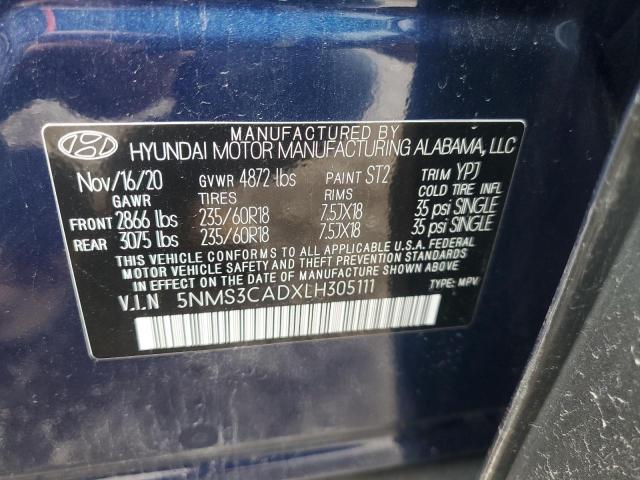 MANUFACTURED BY
HYUNDAI MOTOR MANUFACTURING ALABAMA, LLC
Nov/16/20 GVWR 4872 lbs PAINT ST2 TRIM YPJ
GAWR TIRES RIMS COLD TIRE INFL
FRONT 2866 lbs 235/60R18 7.5JX18 35 psi SINGLE
REAR 3075 lbs 235/60R18 7.5JX18 35 psi SINGLE
THIS VEHICLE CONFORMS TO ALL APPLICABLE U.S.A. FEDERAL
MOTOR VEHICLE SAFETY AND THEFT PREVENTION STANDARDS
IN EFFECT ON THE DATE OF MANUFACTURE SHOWN ABOVE.
V.I.N 5NMS3CADXLH305111 TYPE: MPV